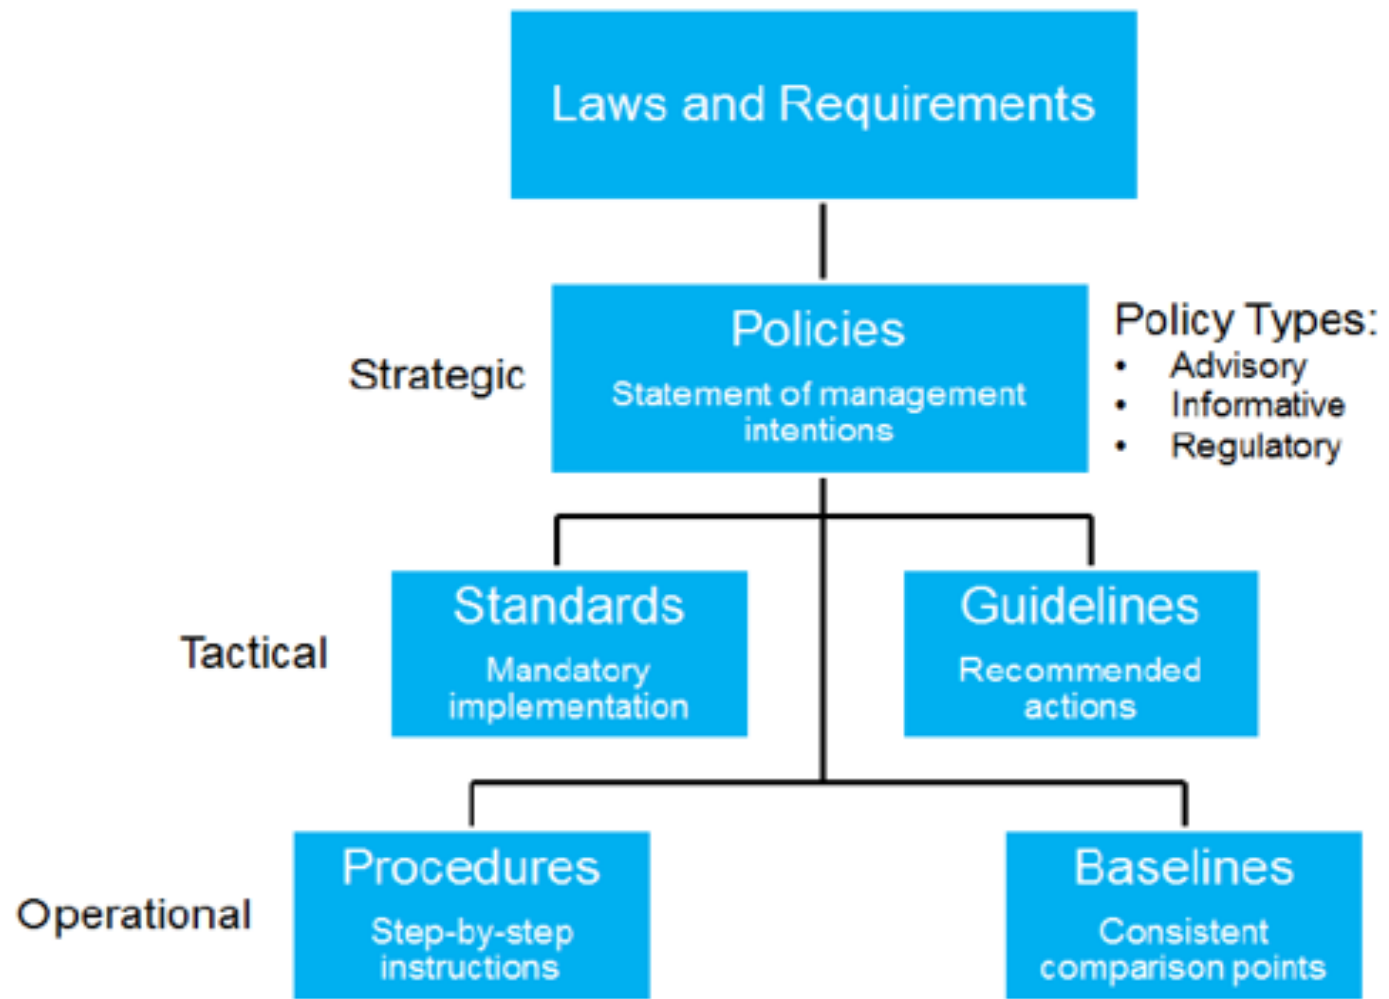 Laws and Requirements
Policies
Statement of management
intentions
Strategic
Policy Types:
• Advisory
• Informative
• Regulatory
Standards
Mandatory
implementation
Guidelines
Recommended
actions
Tactical
Procedures
Step-by-step
instructions
Baselines
Consistent
comparison points
Operational